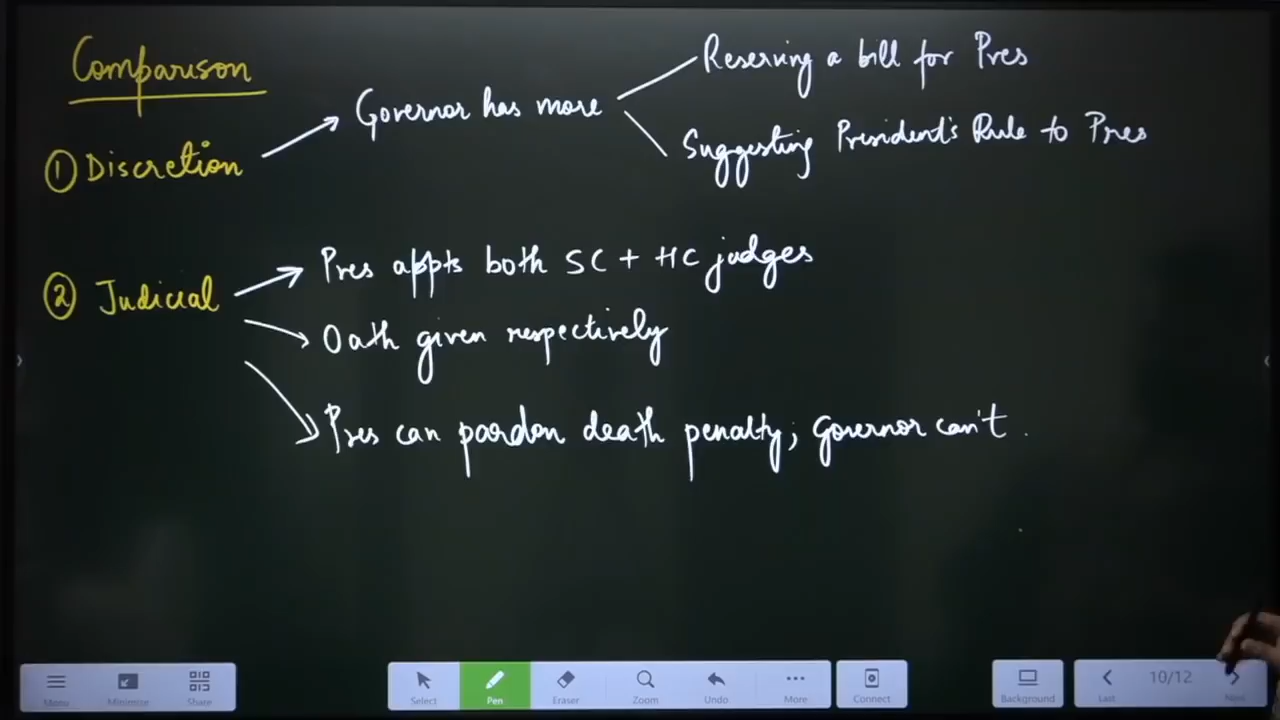 Comparison
① Discretion
Governor has more
Reserving a bill for Pres
Suggesting President's Rule to Pres
② Judicial
Pres appts both SC + HC judges
Oath given respectively
Pres can pardon death penalty; Governor can't.
Menu
Minimize
Share
Select
Pen
Eraser
Zoom
Undo
More
Connect
Background
Last
10/12
Next